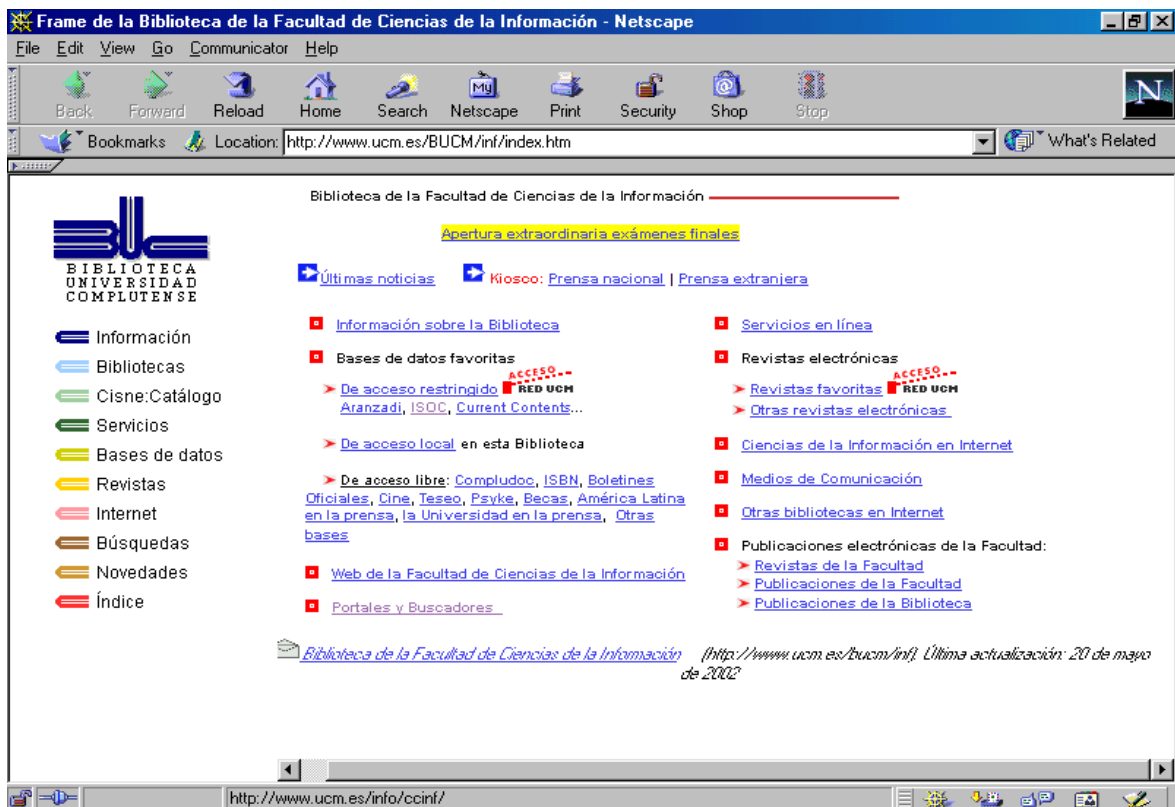 Frame de la Biblioteca de la Facultad de Ciencias de la Información - Netscape
File Edit View Go Communicator Help
Back Forward Reload Home Search My Netscape Print Security Shop Stop
N
Bookmarks Location: http://www.ucm.es/BUCM/inf/index.htm What's Related
BIBLIOTECA
UNIVERSIDAD
COMPLUTENSE
Información
Bibliotecas
Cisne:Catálogo
Servicios
Bases de datos
Revistas
Internet
Búsquedas
Novedades
Índice
Biblioteca de la Facultad de Ciencias de la Información
Apertura extraordinaria exámenes finales
Últimas noticias Kiosco: Prensa nacional | Prensa extranjera
Información sobre la Biblioteca
Bases de datos favoritas
De acceso restringido ACCESO RED UCM
Aranzadi, ISOC, Current Contents...
De acceso local en esta Biblioteca
De acceso libre: Compludoc, ISBN, Boletines
Oficiales, Cine, Teseo, Psyke, Becas, América Latina
en la prensa, la Universidad en la prensa, Otras
bases
Web de la Facultad de Ciencias de la Información
Portales y Buscadores
Servicios en línea
Revistas electrónicas
Revistas favoritas ACCESO RED UCM
Otras revistas electrónicas
Ciencias de la Información en Internet
Medios de Comunicación
Otras bibliotecas en Internet
Publicaciones electrónicas de la Facultad:
Revistas de la Facultad
Publicaciones de la Facultad
Publicaciones de la Biblioteca
Biblioteca de la Facultad de Ciencias de la Información (http://www.ucm.es/bucm/inf). Última actualización: 20 de mayo
de 2002
http://www.ucm.es/info/ccinf/